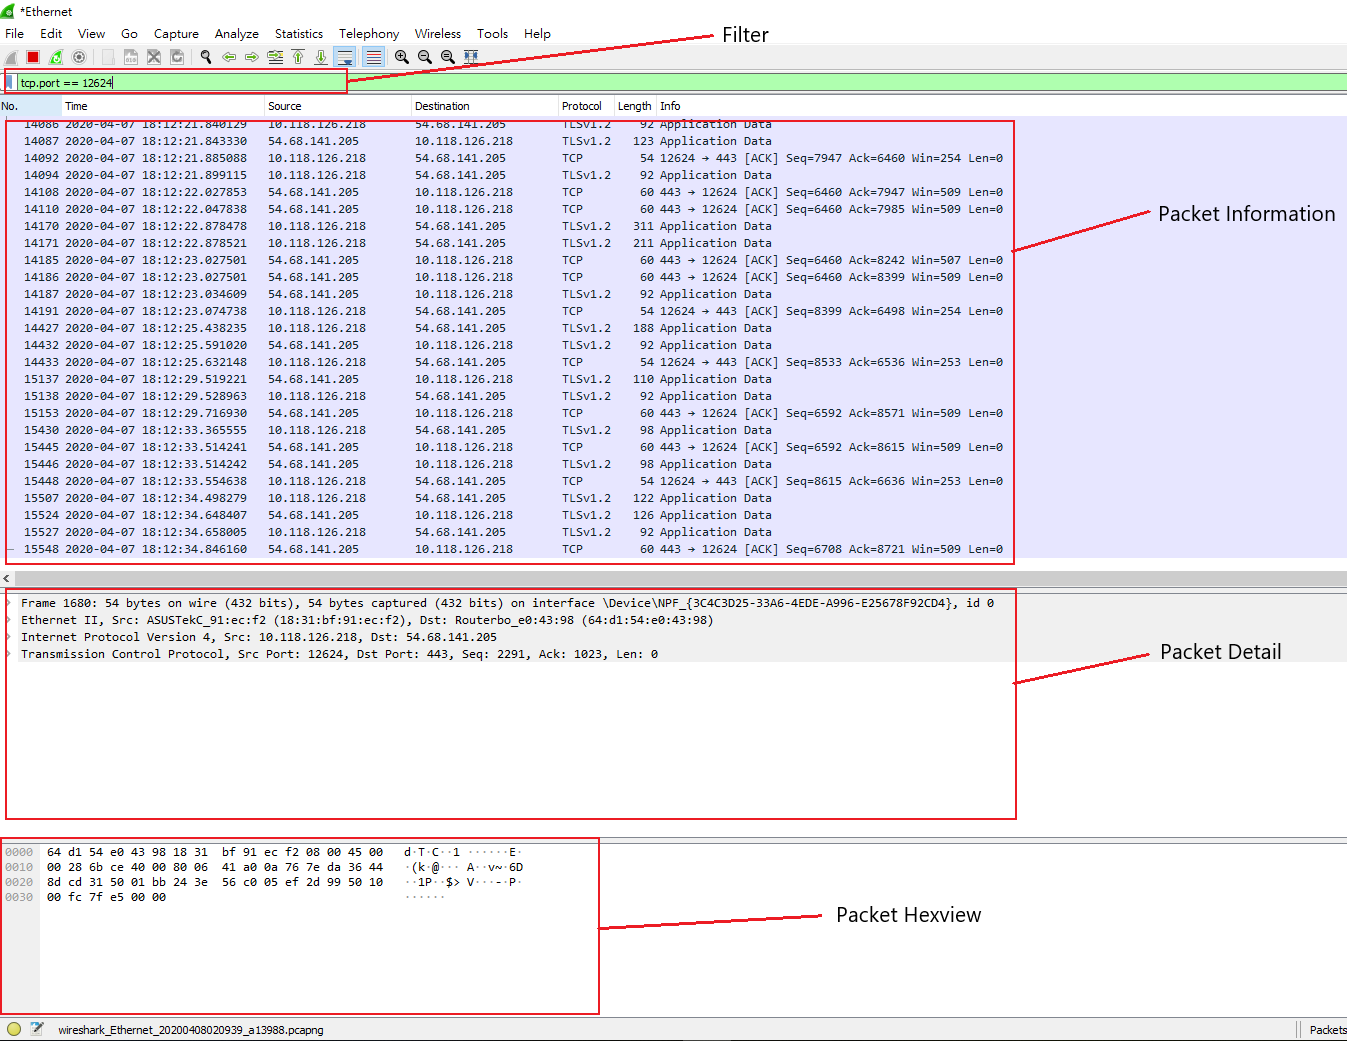 *Ethernet
File Edit View Go Capture Analyze Statistics Telephony Wireless Tools Help
Filter
tcp.port == 12624
No. Time Source Destination Protocol Length Info
14086 2020-04-07 18:12:21.840129 10.118.126.218 54.68.141.205 TLSv1.2 92 Application Data
14087 2020-04-07 18:12:21.843330 54.68.141.205 10.118.126.218 TLSv1.2 123 Application Data
14092 2020-04-07 18:12:21.885088 10.118.126.218 54.68.141.205 TCP 54 12624 → 443 [ACK] Seq=7947 Ack=6460 Win=254 Len=0
14094 2020-04-07 18:12:21.899115 10.118.126.218 54.68.141.205 TLSv1.2 92 Application Data
14108 2020-04-07 18:12:22.027853 54.68.141.205 10.118.126.218 TCP 60 443 → 12624 [ACK] Seq=6460 Ack=7947 Win=509 Len=0
14110 2020-04-07 18:12:22.047838 54.68.141.205 10.118.126.218 TCP 60 443 → 12624 [ACK] Seq=6460 Ack=7985 Win=509 Len=0
Packet Information
14170 2020-04-07 18:12:22.878478 10.118.126.218 54.68.141.205 TLSv1.2 311 Application Data
14171 2020-04-07 18:12:22.878521 10.118.126.218 54.68.141.205 TLSv1.2 211 Application Data
14185 2020-04-07 18:12:23.027501 54.68.141.205 10.118.126.218 TCP 60 443 → 12624 [ACK] Seq=6460 Ack=8242 Win=507 Len=0
14186 2020-04-07 18:12:23.027501 54.68.141.205 10.118.126.218 TCP 60 443 → 12624 [ACK] Seq=6460 Ack=8399 Win=509 Len=0
14187 2020-04-07 18:12:23.034609 54.68.141.205 10.118.126.218 TLSv1.2 92 Application Data
14191 2020-04-07 18:12:23.074738 10.118.126.218 54.68.141.205 TCP 54 12624 → 443 [ACK] Seq=8399 Ack=6498 Win=254 Len=0
14427 2020-04-07 18:12:25.438235 10.118.126.218 54.68.141.205 TLSv1.2 188 Application Data
14432 2020-04-07 18:12:25.591020 54.68.141.205 10.118.126.218 TLSv1.2 92 Application Data
14433 2020-04-07 18:12:25.632148 10.118.126.218 54.68.141.205 TCP 54 12624 → 443 [ACK] Seq=8533 Ack=6536 Win=253 Len=0
15137 2020-04-07 18:12:29.519221 54.68.141.205 10.118.126.218 TLSv1.2 110 Application Data
15138 2020-04-07 18:12:29.528963 10.118.126.218 54.68.141.205 TLSv1.2 92 Application Data
15153 2020-04-07 18:12:29.716930 54.68.141.205 10.118.126.218 TCP 60 443 → 12624 [ACK] Seq=6592 Ack=8571 Win=509 Len=0
15430 2020-04-07 18:12:33.365555 10.118.126.218 54.68.141.205 TLSv1.2 98 Application Data
15445 2020-04-07 18:12:33.514241 54.68.141.205 10.118.126.218 TCP 60 443 → 12624 [ACK] Seq=6592 Ack=8615 Win=509 Len=0
15446 2020-04-07 18:12:33.514242 54.68.141.205 10.118.126.218 TLSv1.2 98 Application Data
15448 2020-04-07 18:12:33.554638 10.118.126.218 54.68.141.205 TCP 54 12624 → 443 [ACK] Seq=8615 Ack=6636 Win=253 Len=0
15507 2020-04-07 18:12:34.498279 10.118.126.218 54.68.141.205 TLSv1.2 122 Application Data
15524 2020-04-07 18:12:34.648407 54.68.141.205 10.118.126.218 TLSv1.2 126 Application Data
15527 2020-04-07 18:12:34.658005 10.118.126.218 54.68.141.205 TLSv1.2 92 Application Data
15548 2020-04-07 18:12:34.846160 54.68.141.205 10.118.126.218 TCP 60 443 → 12624 [ACK] Seq=6708 Ack=8721 Win=509 Len=0
Frame 1680: 54 bytes on wire (432 bits), 54 bytes captured (432 bits) on interface \Device\NPF_{3C4C3D25-33A6-4EDE-A996-E25678F92CD4}, id 0
Ethernet II, Src: ASUSTekC_91:ec:f2 (18:31:bf:91:ec:f2), Dst: Routerbo_e0:43:98 (64:d1:54:e0:43:98)
Internet Protocol Version 4, Src: 10.118.126.218, Dst: 54.68.141.205
Transmission Control Protocol, Src Port: 12624, Dst Port: 443, Seq: 2291, Ack: 1023, Len: 0
Packet Detail
0000 64 d1 54 e0 43 98 18 31 bf 91 ec f2 08 00 45 00 d·T·C··1 ······E·
0010 00 28 6b ce 40 00 80 06 41 a0 0a 76 7e da 36 44 ·(k·@··· A··v~·6D
0020 8d cd 31 50 01 bb 24 3e 56 c0 05 ef 2d 99 50 10 ··1P··$> V···-·P·
0030 00 fc 7f e5 00 00 ······
Packet Hexview
wireshark_Ethernet_20200408020939_a13988.pcapng
Packets